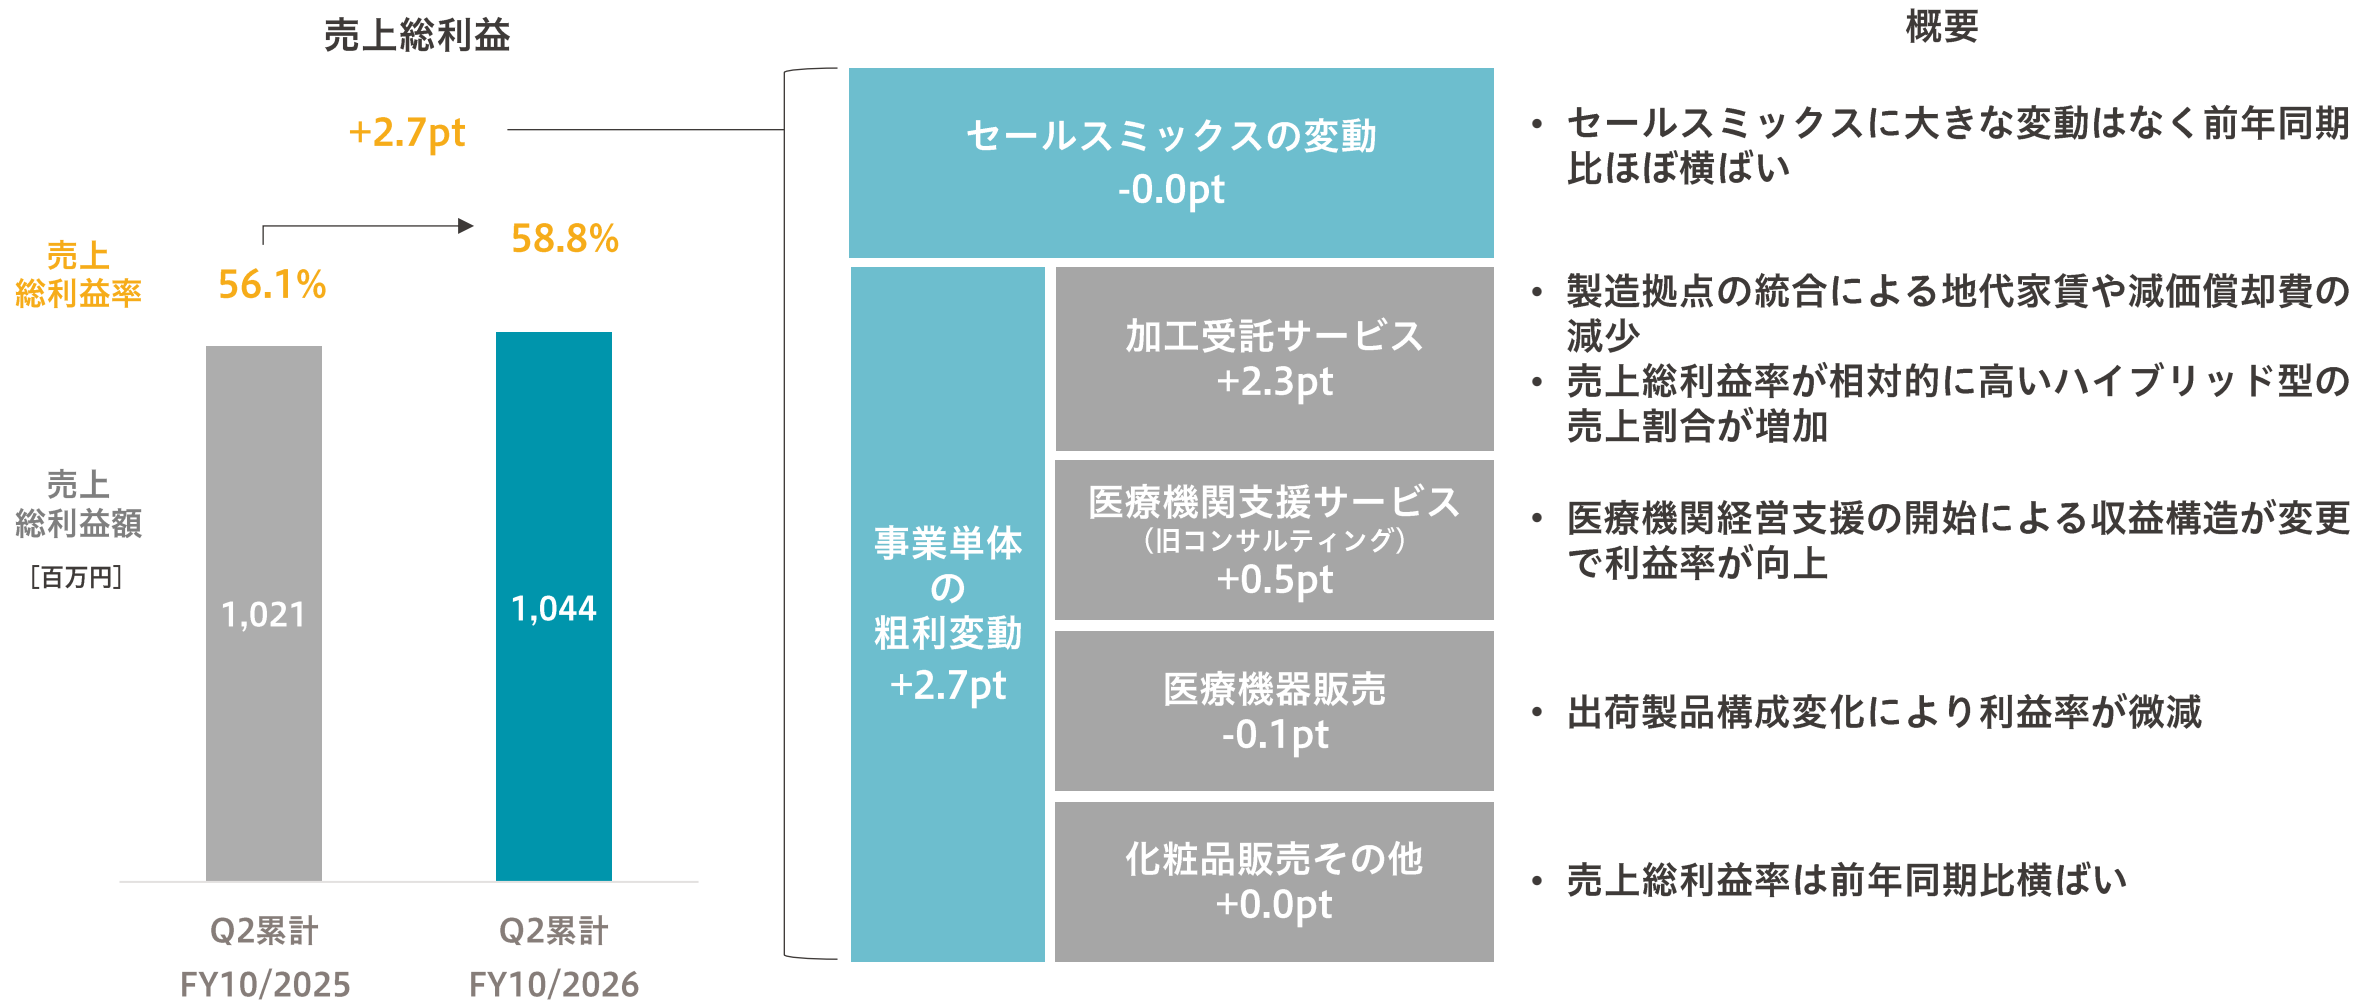 売上総利益
概要
+2.7pt
売上
総利益率
56.1%
58.8%
売上
総利益額
[百万円]
1,021
1,044
Q2累計
FY10/2025
Q2累計
FY10/2026
セールスミックスの変動
-0.0pt
• セールスミックスに大きな変動はなく前年同期
比ほぼ横ばい
事業単体
の
粗利変動
+2.7pt
加工受託サービス
+2.3pt
• 製造拠点の統合による地代家賃や減価償却費の
減少
• 売上総利益率が相対的に高いハイブリッド型の
売上割合が増加
医療機関支援サービス
（旧コンサルティング）
+0.5pt
• 医療機関経営支援の開始による収益構造が変更
で利益率が向上
医療機器販売
-0.1pt
• 出荷製品構成変化により利益率が微減
化粧品販売その他
+0.0pt
• 売上総利益率は前年同期比横ばい